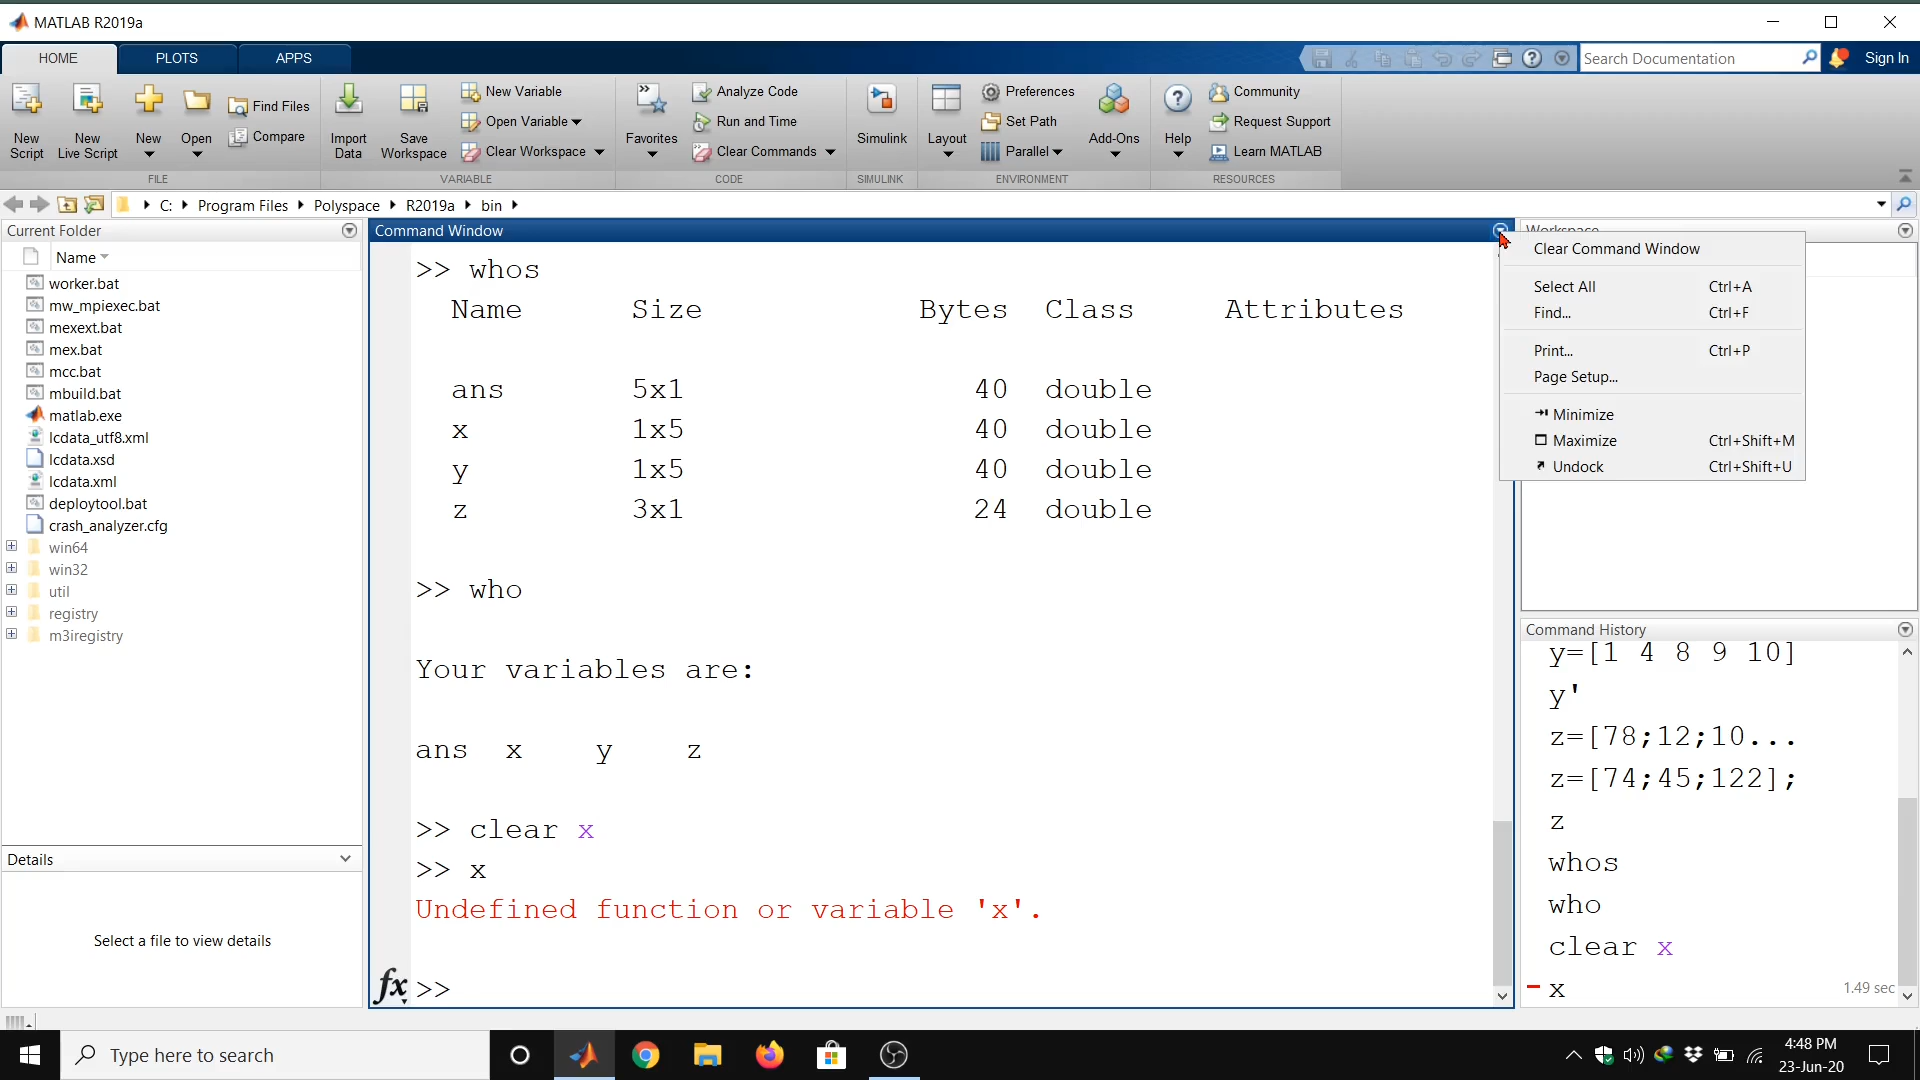 MATLAB R2019a
HOME PLOTS APPS
Search Documentation
Sign In
New Script
New Live Script
New
Open
Find Files
Compare
Import Data
Save Workspace
New Variable
Open Variable
Clear Workspace
Favorites
Analyze Code
Run and Time
Clear Commands
Simulink
Layout
Preferences
Set Path
Parallel
Add-Ons
Help
Community
Request Support
Learn MATLAB
FILE VARIABLE CODE SIMULINK ENVIRONMENT RESOURCES
C: Program Files Polyspace R2019a bin
Current Folder
Name
worker.bat
mw_mpiexec.bat
mexext.bat
mex.bat
mcc.bat
mbuild.bat
matlab.exe
lcdata_utf8.xml
lcdata.xsd
lcdata.xml
deploytool.bat
crash_analyzer.cfg
win64
win32
util
registry
m3iregistry
Details
Select a file to view details
Command Window
>> whos
Name Size Bytes Class Attributes
ans 5x1 40 double
x 1x5 40 double
y 1x5 40 double
z 3x1 24 double
>> who
Your variables are:
ans x y z
>> clear x
>> x
Undefined function or variable 'x'.
fx >>
Clear Command Window
Select All Ctrl+A
Find... Ctrl+F
Print... Ctrl+P
Page Setup...
Minimize
Maximize Ctrl+Shift+M
Undock Ctrl+Shift+U
Command History
y=[1 4 8 9 10]
y'
z=[78;12;10...
z=[74;45;122];
z
whos
who
clear x
x 1.49 sec
Type here to search
4:48 PM
23-Jun-20